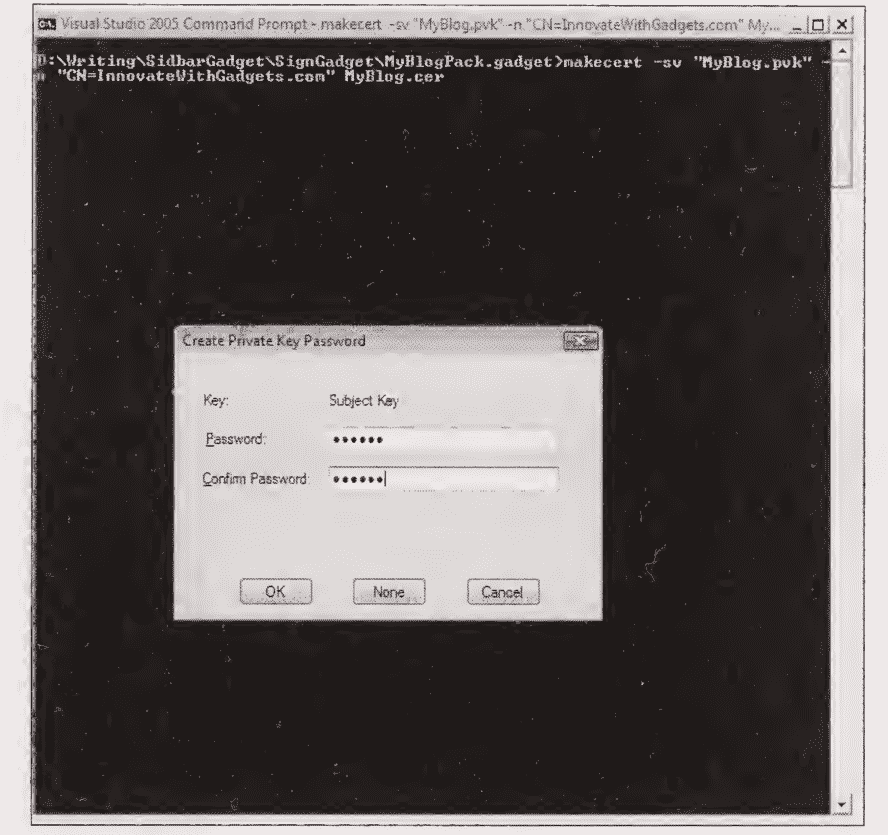 Visual Studio 2005 Command Prompt - makecert -sv "MyBlog.pvk" -n "CN=InnovateWithGadgets.com" My...
D:\Writing\SidbarGadget\SignGadget\MyBlogPack.gadget>makecert -sv "MyBlog.pvk" -
n "CN=InnovateWithGadgets.com" MyBlog.cer
Create Private Key Password
Key: Subject Key
Password: ••••••
Confirm Password: ••••••
OK None Cancel